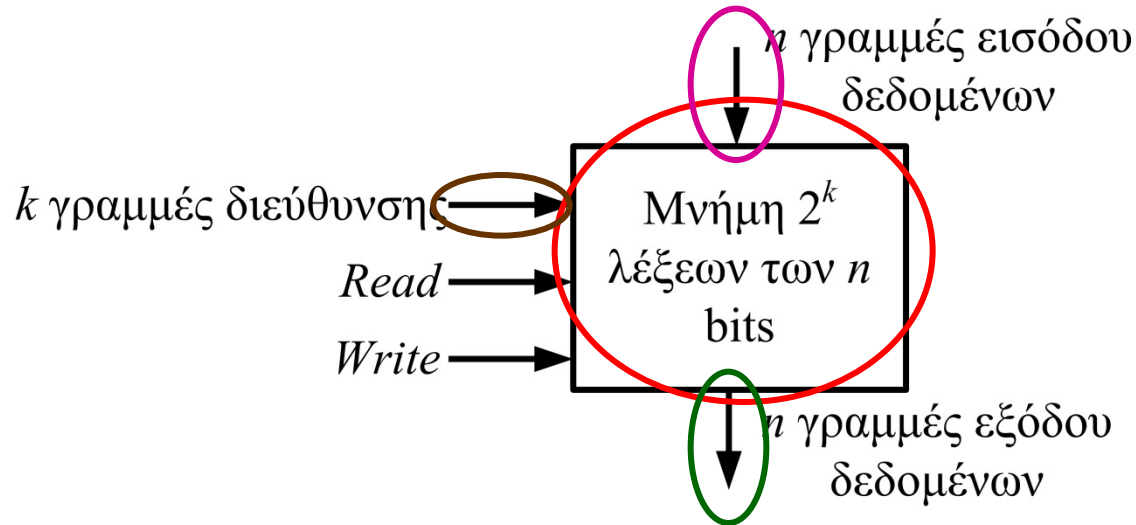 n γραμμές εισόδου
δεδομένων
k γραμμές διεύθυνσης
Read
Write
Μνήμη 2^k
λέξεων των n
bits
n γραμμές εξόδου
δεδομένων